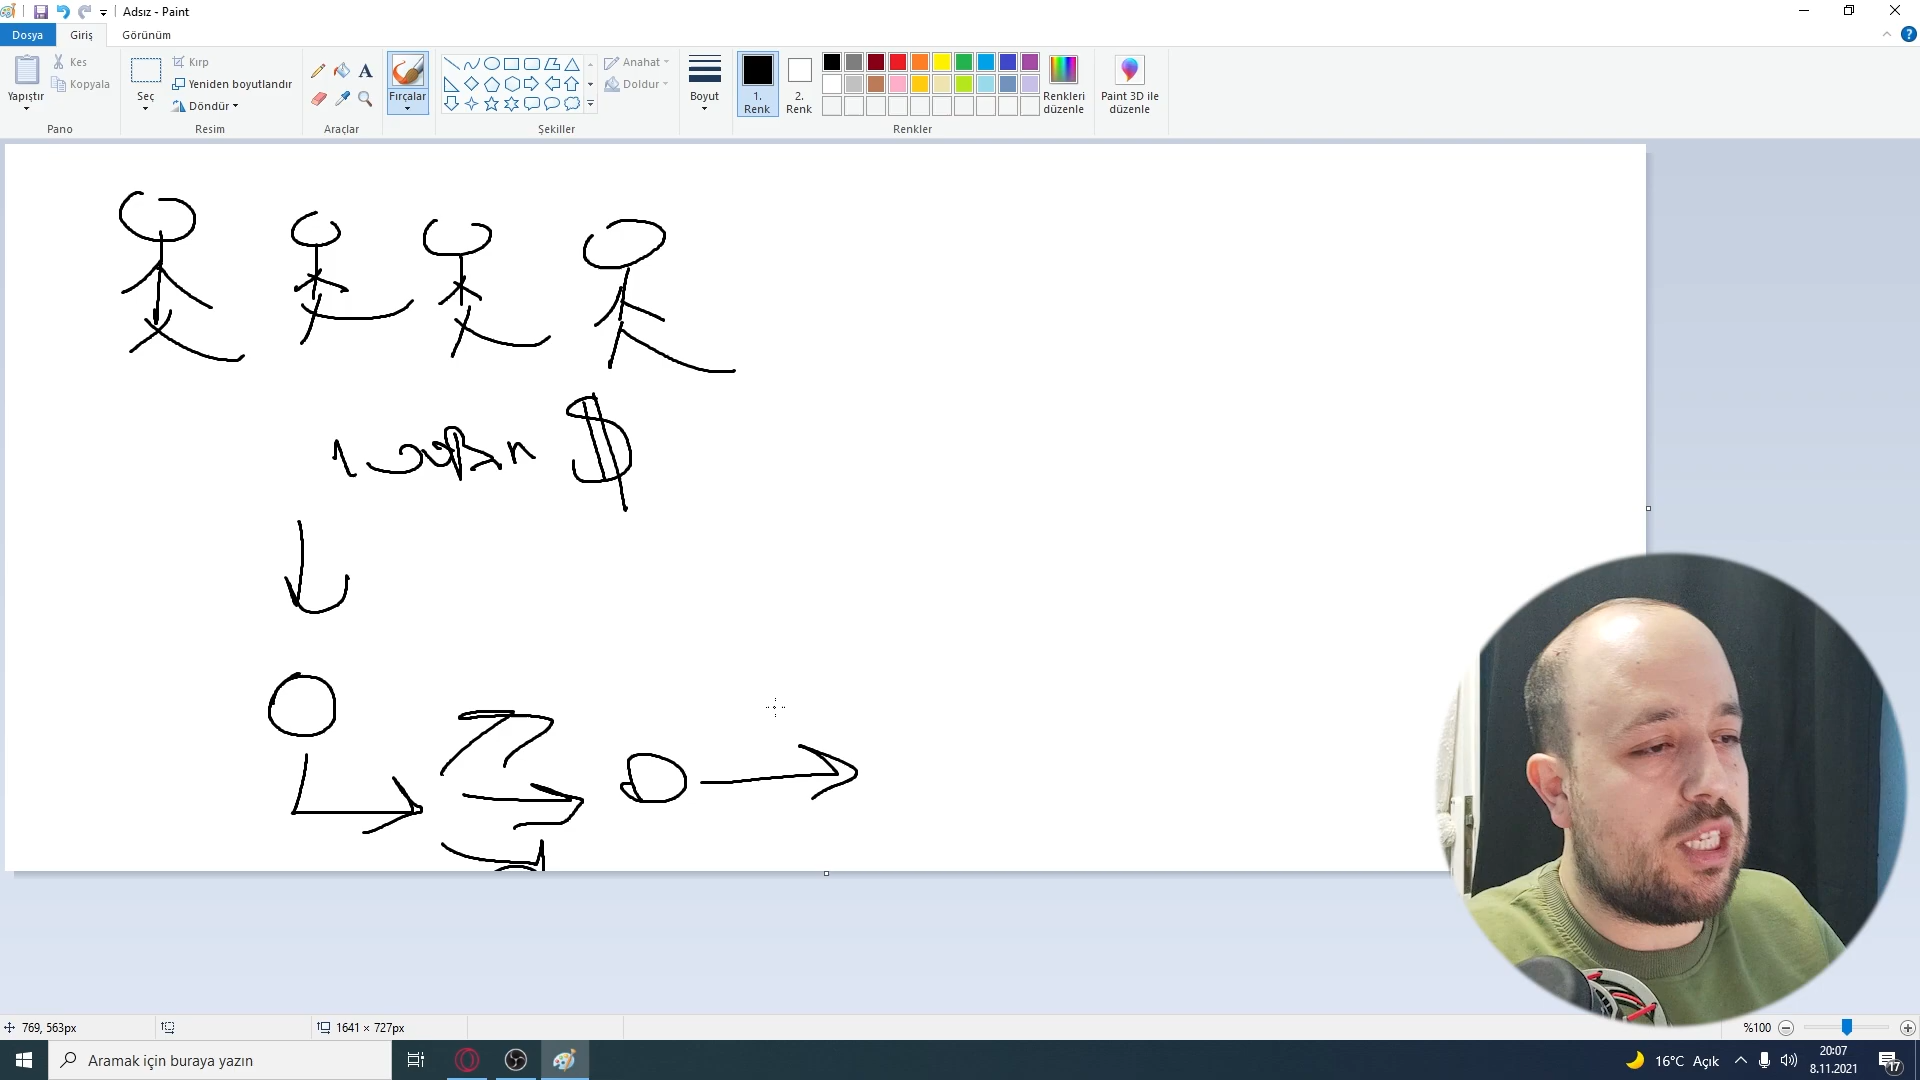 Adsız - Paint
Dosya Giriş Görünüm
Yapıştır Kes Kopyala
Pano
Seç Kırp Yeniden boyutlandır Döndür
Resim
A
Araçlar
Fırçalar
Anahat
Doldur
Şekiller
Boyut
1. Renk
2. Renk
Renkler
Renkleri düzenle
Paint 3D ile düzenle
$
769, 563px
1641 × 727px
%100
Aramak için buraya yazın
16°C Açık
20:07
8.11.2021
17